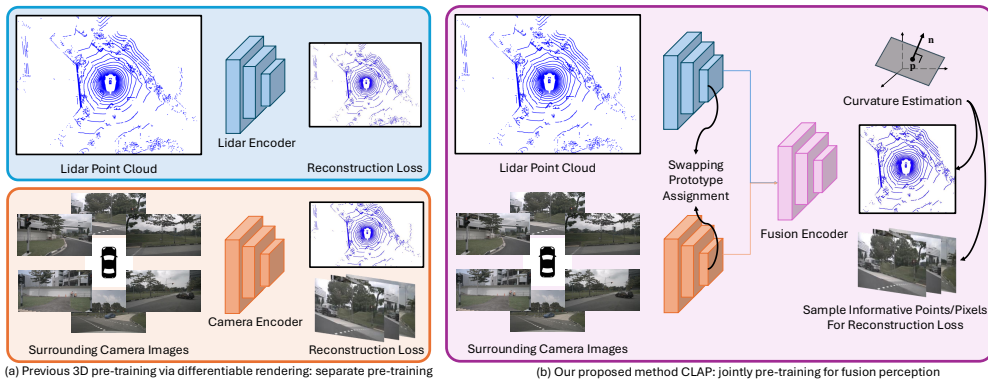 Lidar Point Cloud
Lidar Encoder
Reconstruction Loss
Surrounding Camera Images
Camera Encoder
Reconstruction Loss
(a) Previous 3D pre-training via differentiable rendering: separate pre-training
Lidar Point Cloud
Swapping
Prototype
Assignment
Surrounding Camera Images
Fusion Encoder
n
p
Curvature Estimation
Sample Informative Points/Pixels
For Reconstruction Loss
(b) Our proposed method CLAP: jointly pre-training for fusion perception